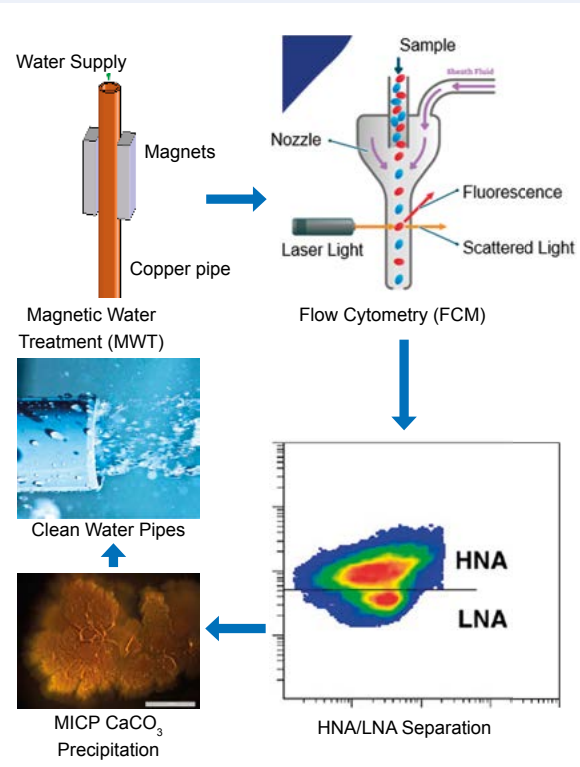 Water Supply
Magnets
Copper pipe
Magnetic Water
Treatment (MWT)
Sample
Sheath Fluid
Nozzle
Fluorescence
Laser Light
Scattered Light
Flow Cytometry (FCM)
HNA
LNA
HNA/LNA Separation
MICP CaCO3
Precipitation
Clean Water Pipes